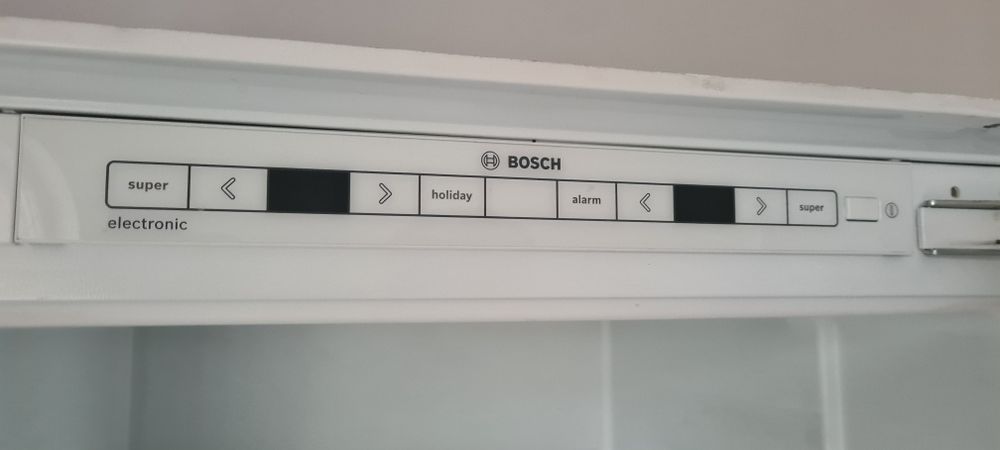 BOSCH
super < > holiday alarm < > super
electronic